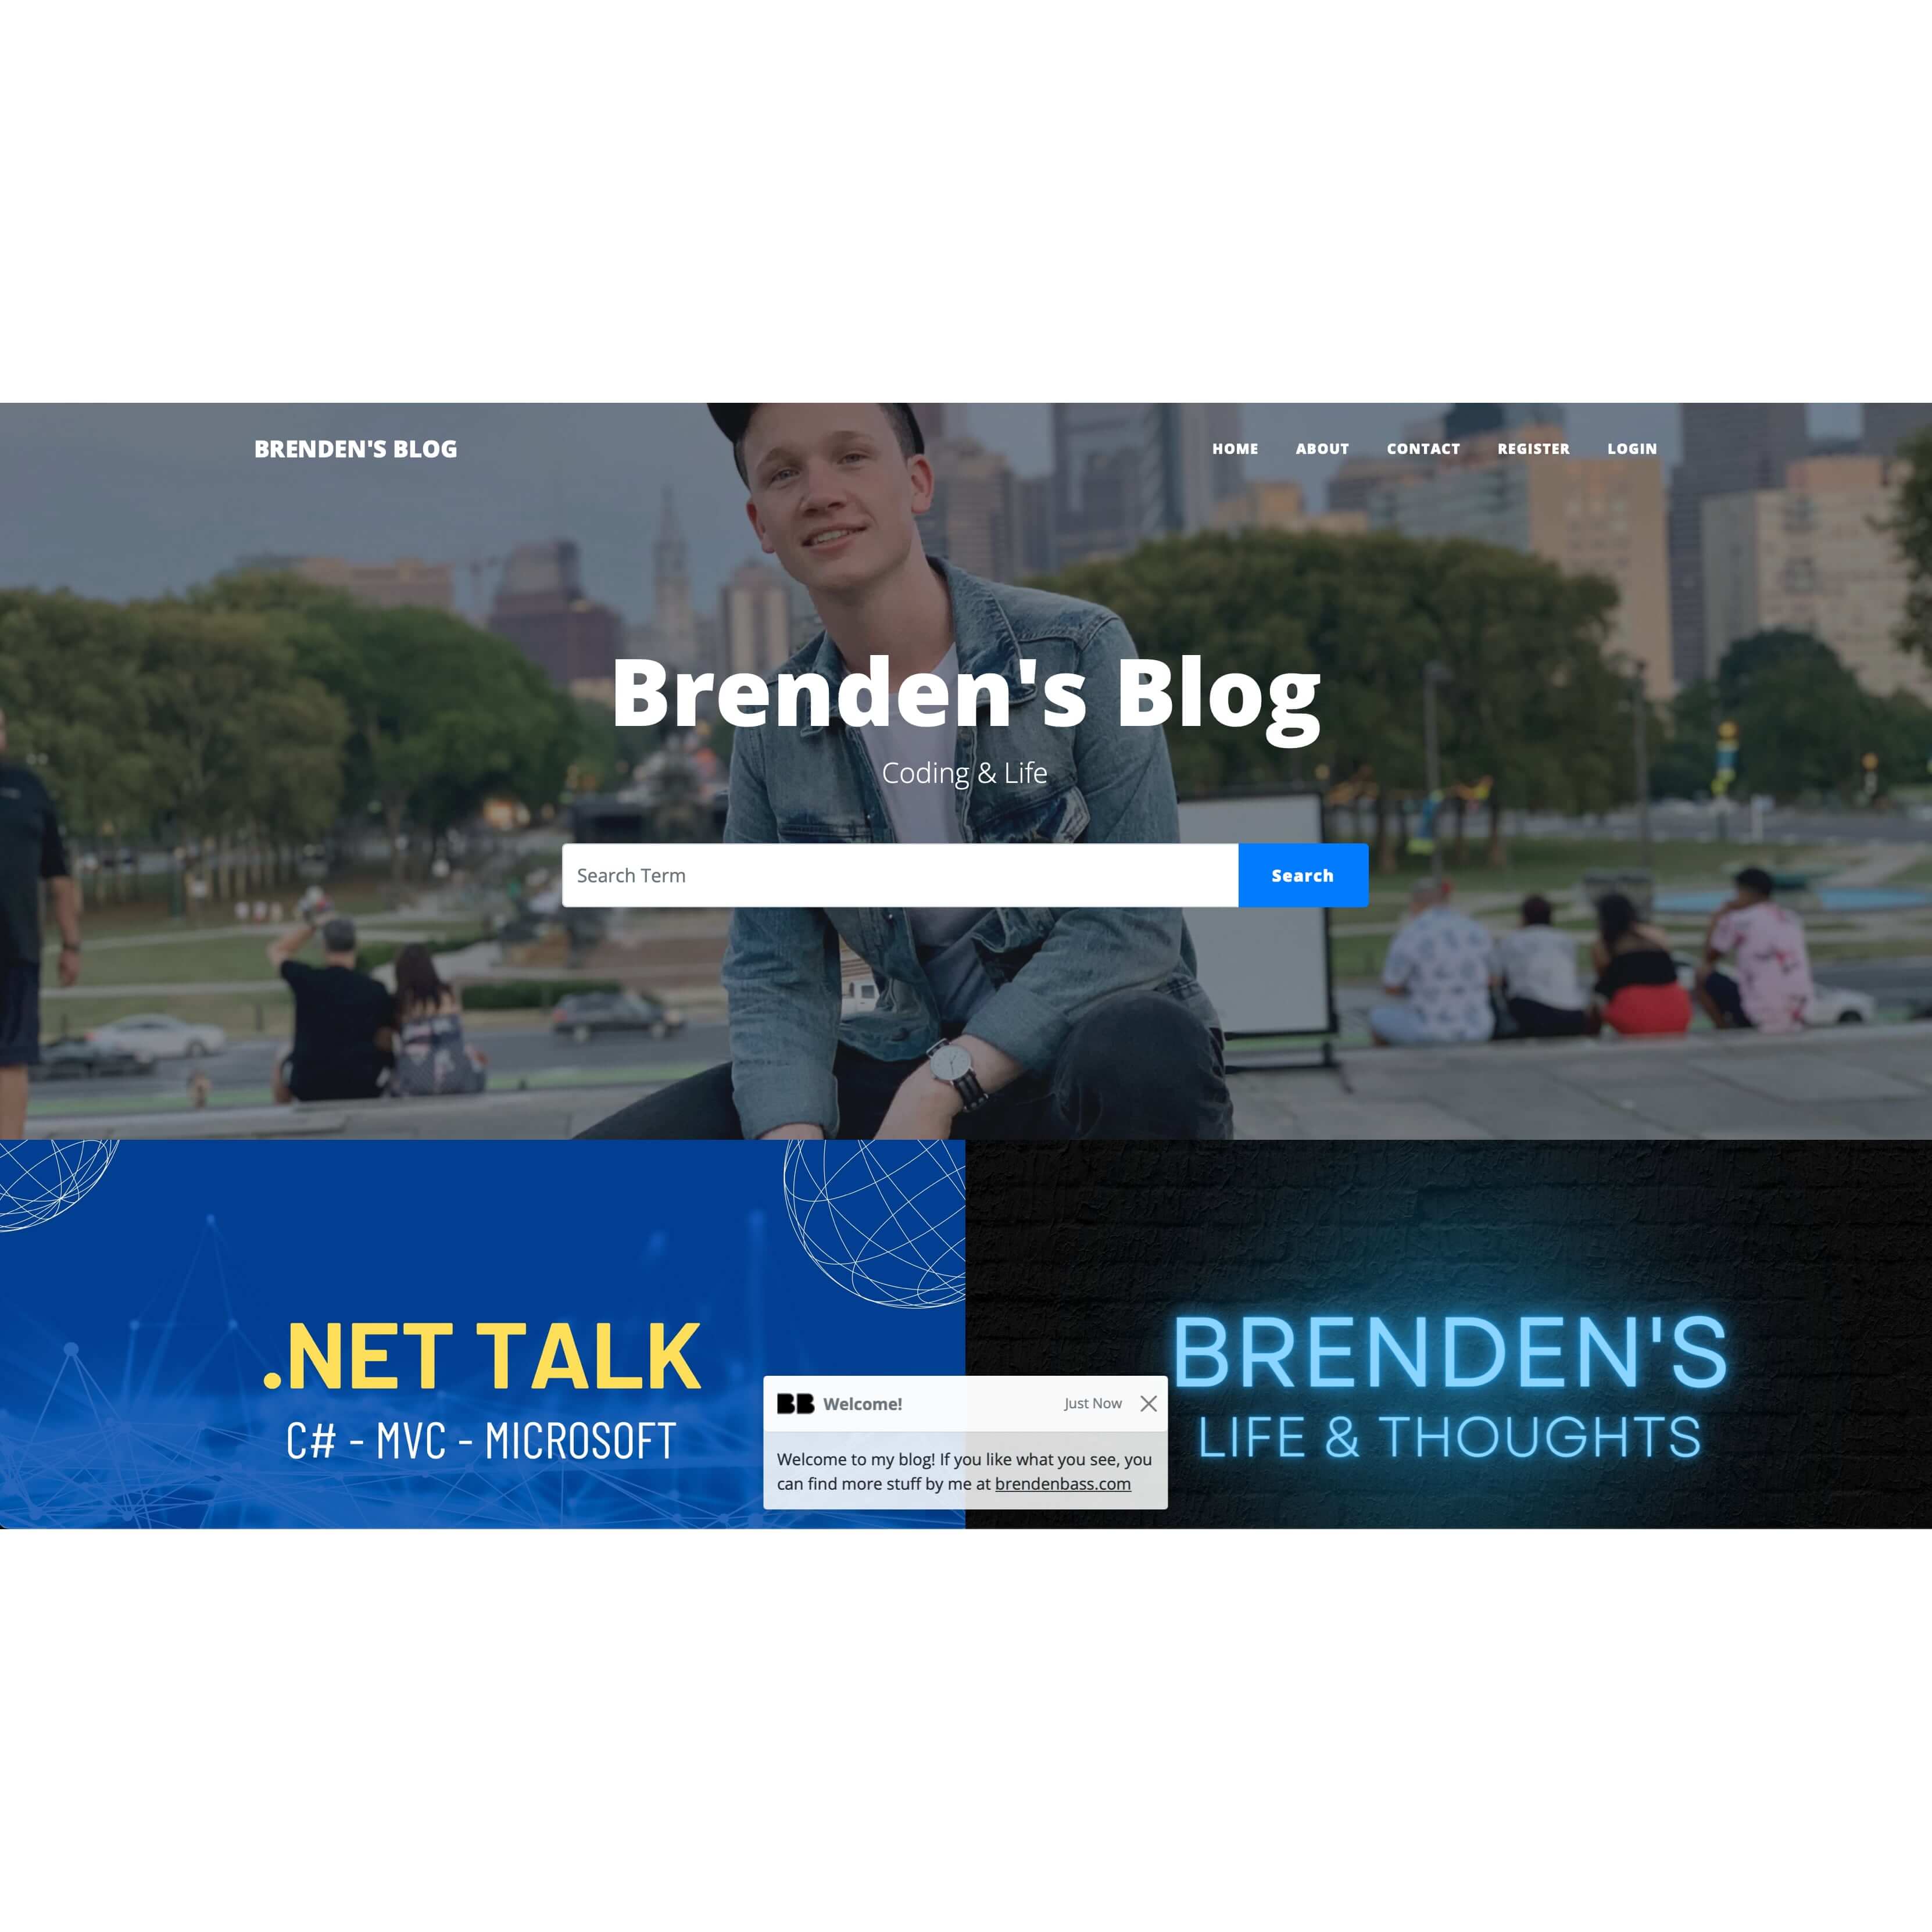 BRENDEN'S BLOG
HOME ABOUT CONTACT REGISTER LOGIN
Brenden's Blog
Coding & Life
Search Term Search
.NET TALK
C# - MVC - MICROSOFT
BRENDEN'S
LIFE & THOUGHTS
BB Welcome! Just Now
Welcome to my blog! If you like what you see, you
can find more stuff by me at brendenbass.com